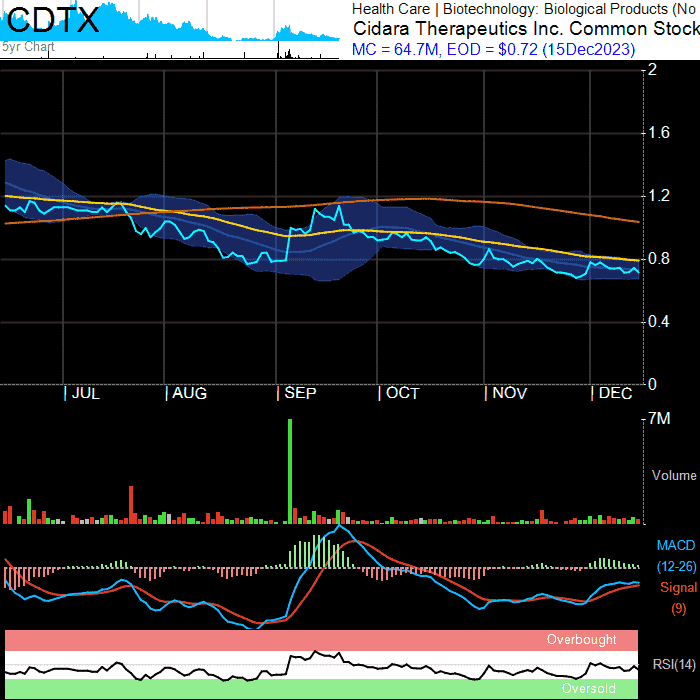 CDTX
Health Care | Biotechnology: Biological Products (No
Cidara Therapeutics Inc. Common Stock
5yr Chart
MC = 64.7M, EOD = $0.72 (15Dec2023)
2
1.6
1.2
0.8
0.4
0
JUL AUG SEP OCT NOV DEC
7M
Volume
MACD
(12-26)
Signal
(9)
Overbought
RSI(14)
Oversold